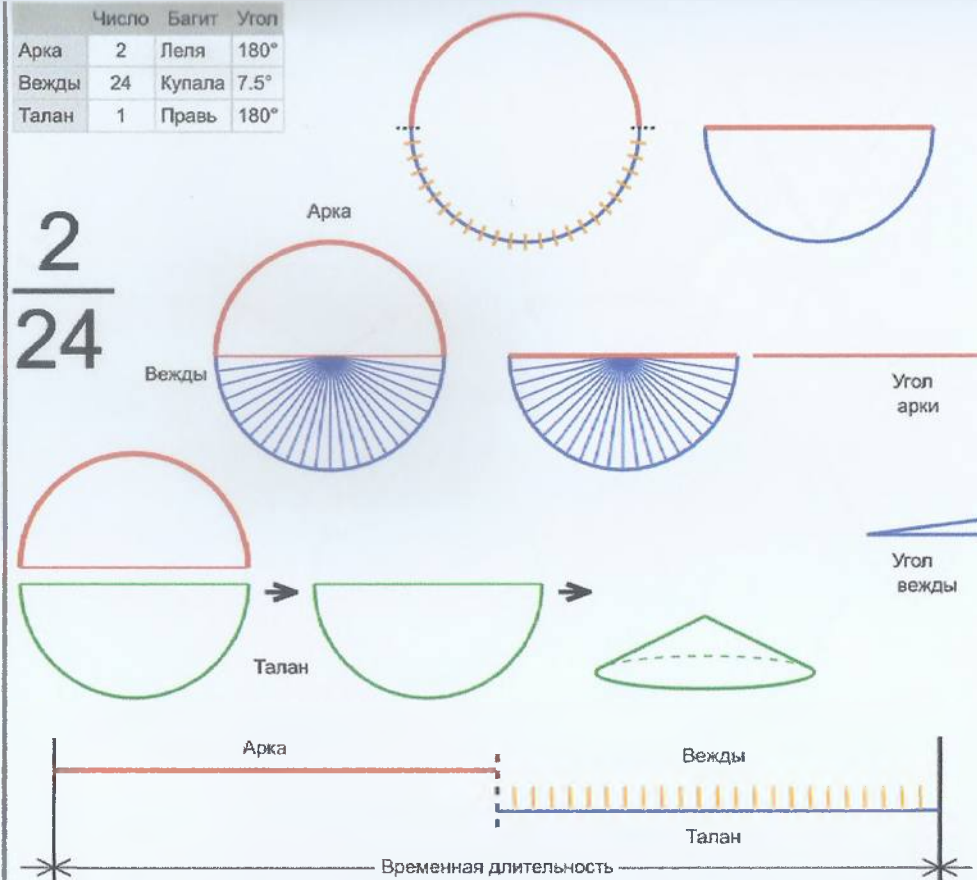 Число Багит Угол
Арка 2 Леля 180°
Вежды 24 Купала 7.5°
Талан 1 Правь 180°
2
24
Арка
Вежды
Угол
арки
Угол
вежды
Талан
Арка
Вежды
Талан
Временная длительность